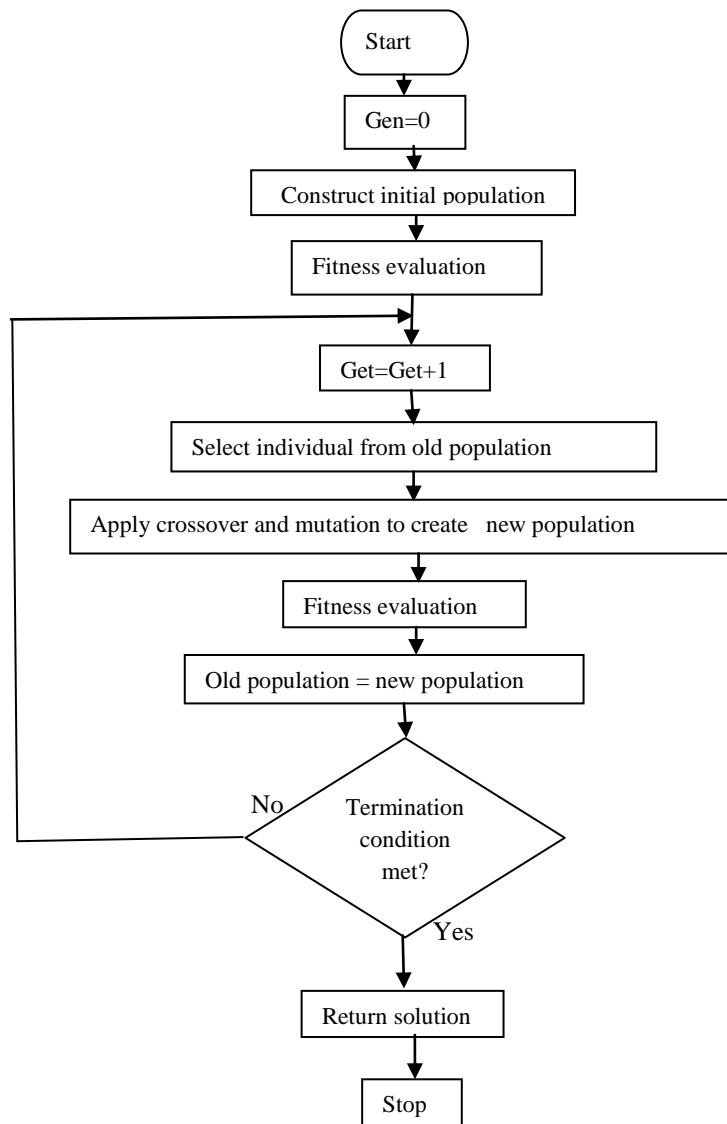 Start
Gen=0
Construct initial population
Fitness evaluation
Get=Get+1
Select individual from old population
Apply crossover and mutation to create new population
Fitness evaluation
Old population = new population
No
Termination
condition
met?
Yes
Return solution
Stop